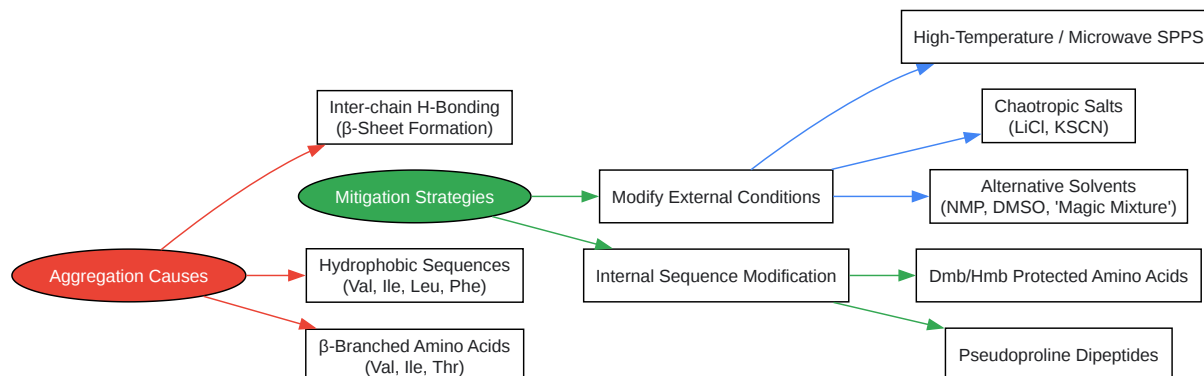 High-Temperature / Microwave SPPS
Inter-chain H-Bonding
(β-Sheet Formation)
Chaotropic Salts
(LiCl, KSCN)
Mitigation Strategies
Modify External Conditions
Alternative Solvents
(NMP, DMSO, 'Magic Mixture')
Aggregation Causes
Hydrophobic Sequences
(Val, Ile, Leu, Phe)
Internal Sequence Modification
Dmb/Hmb Protected Amino Acids
β-Branched Amino Acids
(Val, Ile, Thr)
Pseudoproline Dipeptides